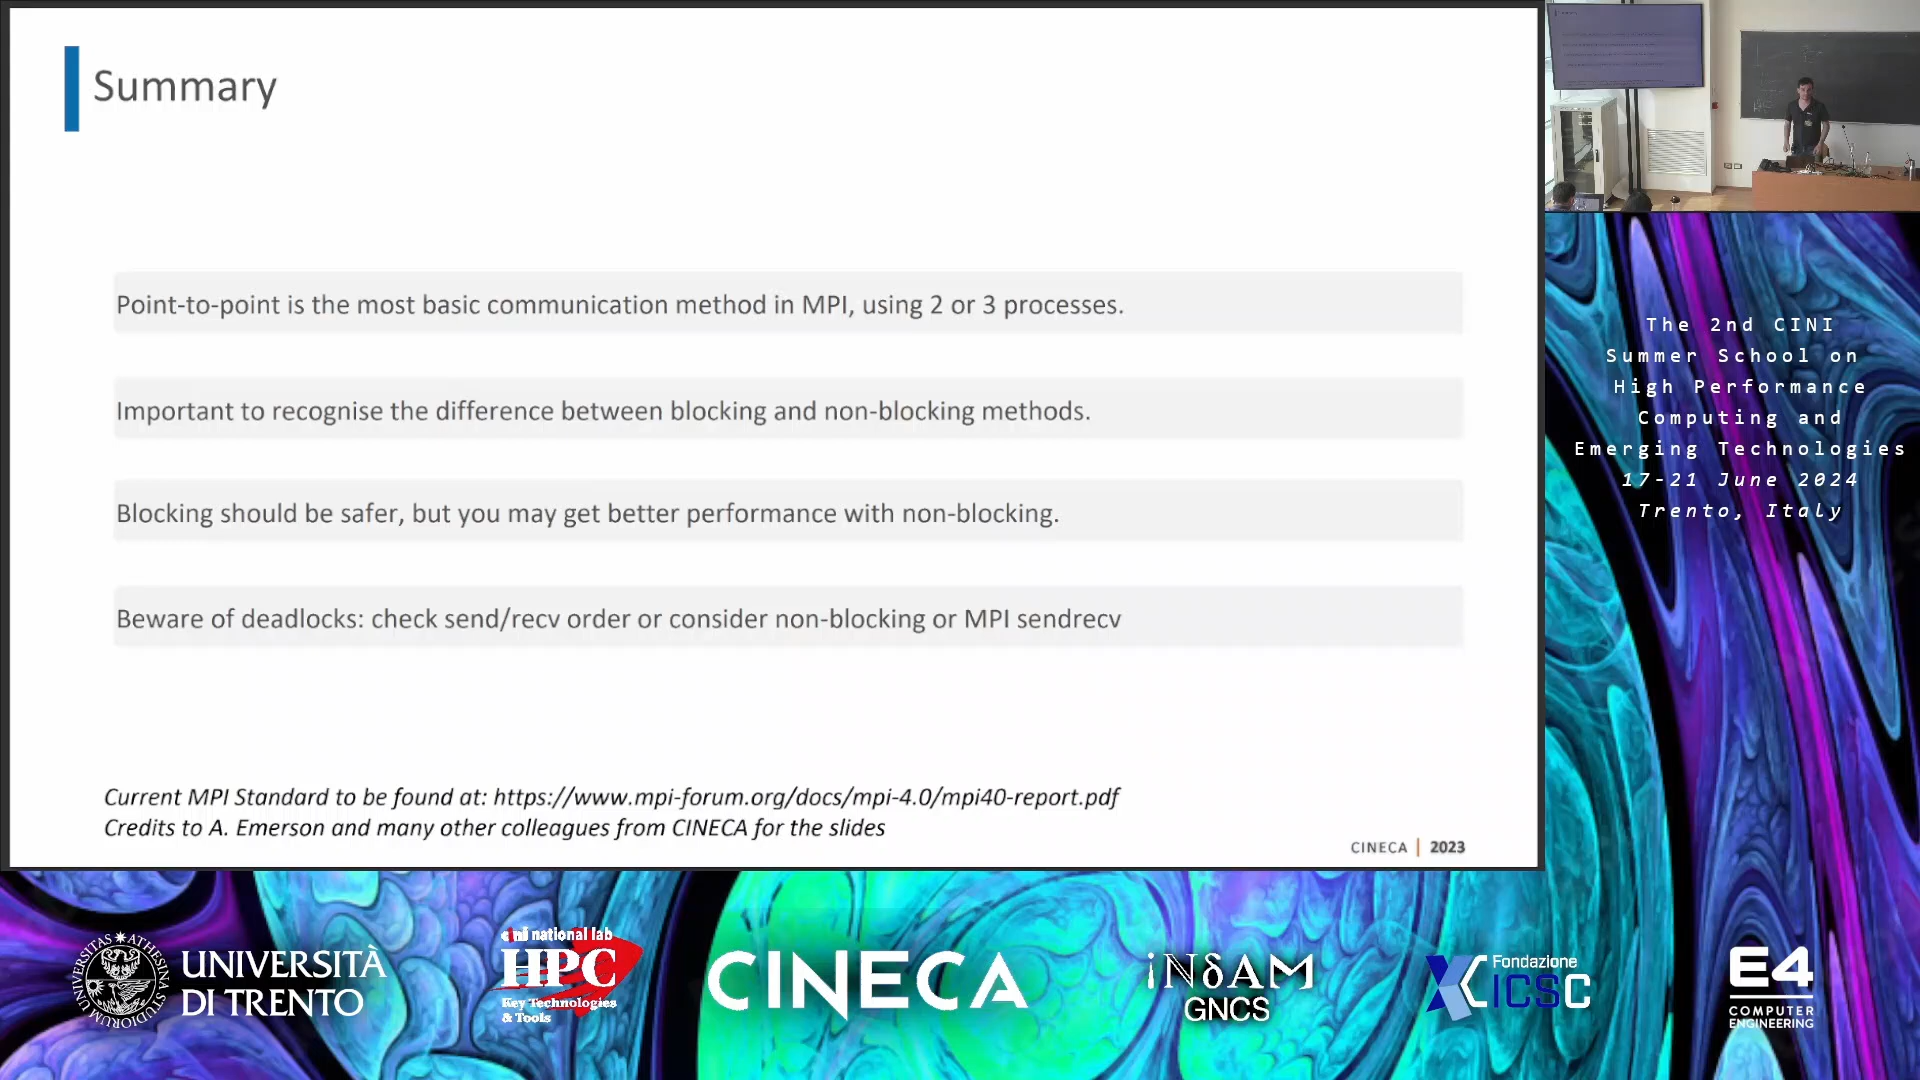 Summary
Point-to-point is the most basic communication method in MPI, using 2 or 3 processes.
Important to recognise the difference between blocking and non-blocking methods.
Blocking should be safer, but you may get better performance with non-blocking.
Beware of deadlocks: check send/recv order or consider non-blocking or MPI sendrecv
Current MPI Standard to be found at: https://www.mpi-forum.org/docs/mpi-4.0/mpi40-report.pdf
Credits to A. Emerson and many other colleagues from CINECA for the slides
CINECA | 2023
The 2nd CINI
Summer School on
High Performance
Computing and
Emerging Technologies
17-21 June 2024
Trento, Italy
UNIVERSITÀ
DI TRENTO
cini national lab
HPC
Key Technologies
& Tools
CINECA
iNδAM
GNCS
Fondazione
ICSC
E4
COMPUTER
ENGINEERING